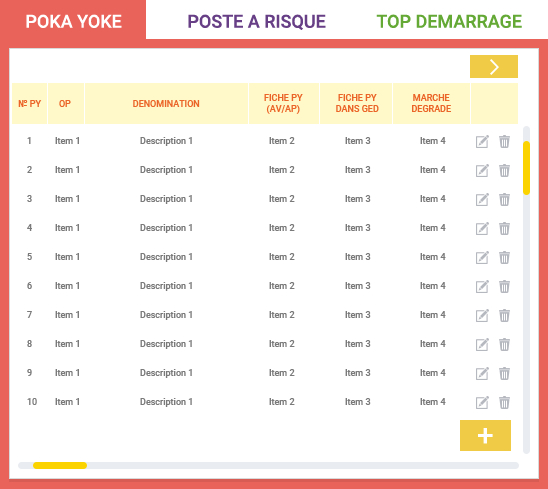 POKA YOKE POSTE A RISQUE TOP DEMARRAGE
№ PY OP DENOMINATION FICHE PY (AV/AP) FICHE PY DANS GED MARCHE DEGRADE
1 Item 1 Description 1 Item 2 Item 3 Item 4
2 Item 1 Description 1 Item 2 Item 3 Item 4
3 Item 1 Description 1 Item 2 Item 3 Item 4
4 Item 1 Description 1 Item 2 Item 3 Item 4
5 Item 1 Description 1 Item 2 Item 3 Item 4
6 Item 1 Description 1 Item 2 Item 3 Item 4
7 Item 1 Description 1 Item 2 Item 3 Item 4
8 Item 1 Description 1 Item 2 Item 3 Item 4
9 Item 1 Description 1 Item 2 Item 3 Item 4
10 Item 1 Description 1 Item 2 Item 3 Item 4